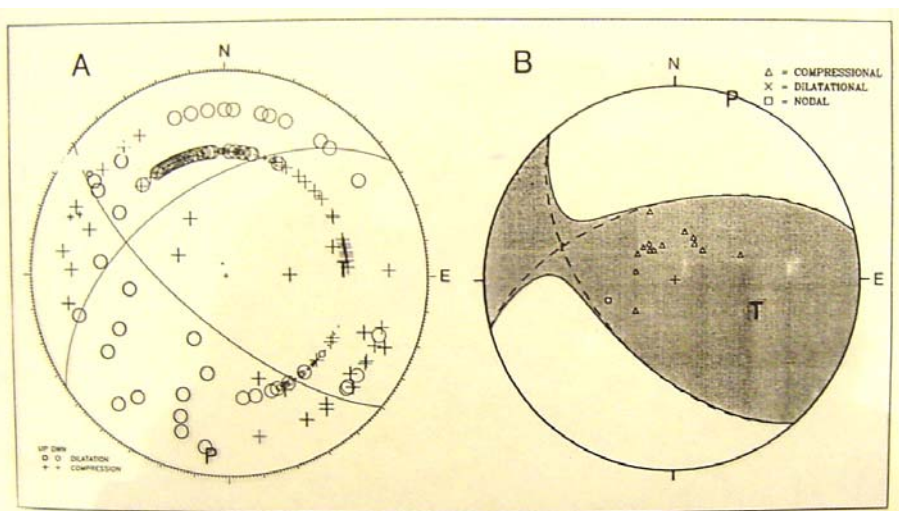 A
N
E
T
P
UP DWN
□ ○ DILATATION
+ + COMPRESSION
B
N
P
△ = COMPRESSIONAL
× = DILATATIONAL
□ = NODAL
E
T